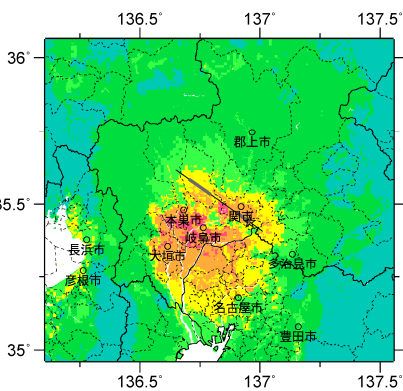 136.5° 137° 137.5°
36°
郡上市
35.5°
本巣市 関市
岐阜市
長浜市 大垣市 多治見市
彦根市
名古屋市
豊田市
35°
136.5° 137° 137.5°